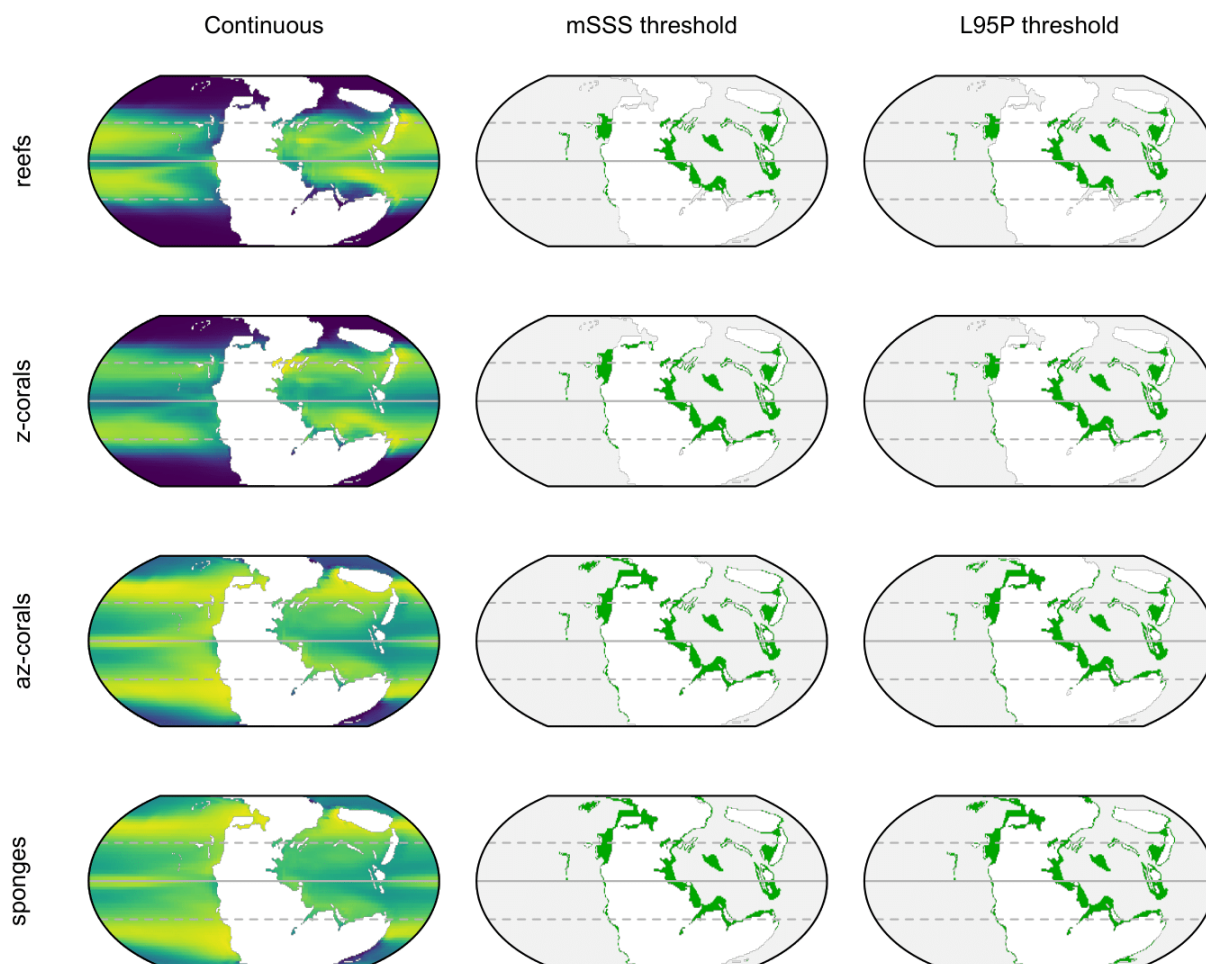 Continuous
mSSS threshold
L95P threshold
reefs
z-corals
az-corals
sponges